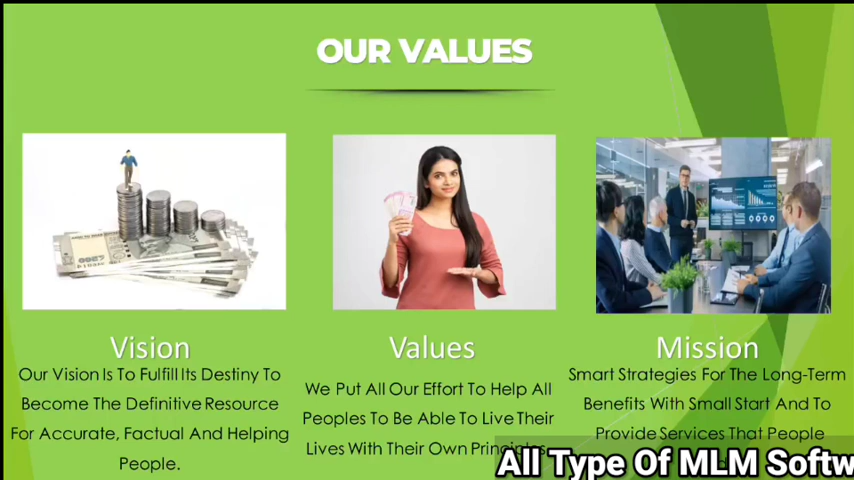 OUR VALUES
Vision
Our Vision Is To Fulfill Its Destiny To
Become The Definitive Resource
For Accurate, Factual And Helping
People.
Values
We Put All Our Effort To Help All
Peoples To Be Able To Live Their
Lives With Their Own Principles.
Mission
Smart Strategies For The Long-Term
Benefits With Small Start And To
Provide Services That People
All Type Of MLM Softw